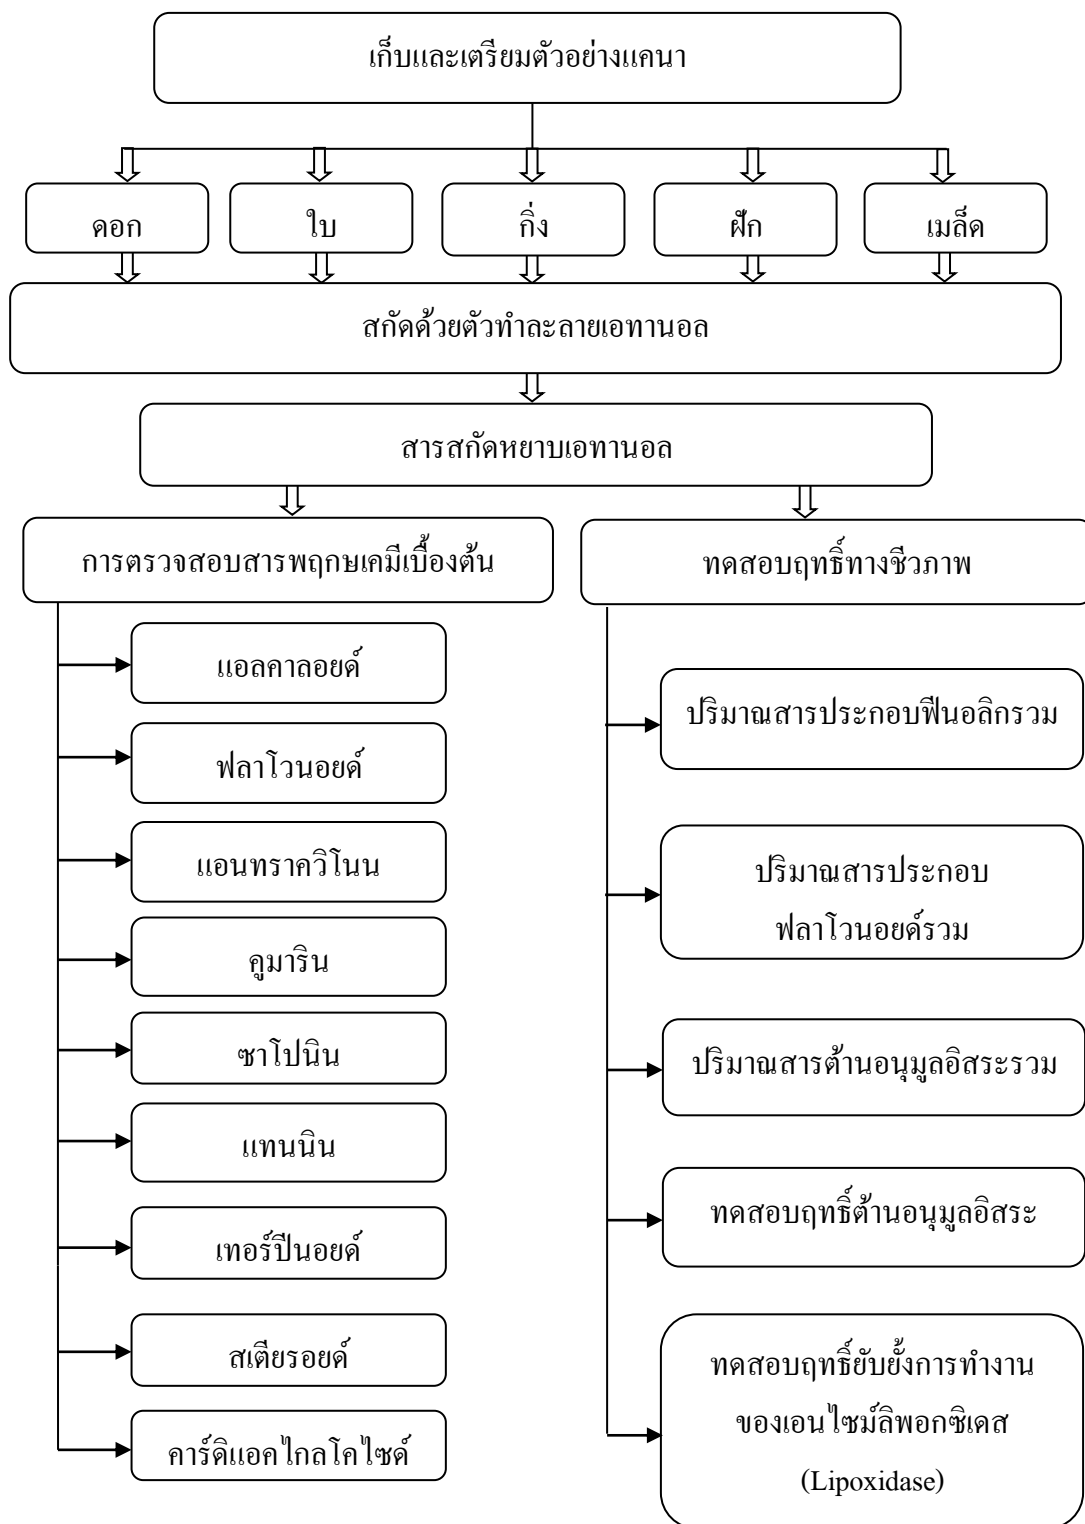 เก็บและเตรียมตัวอย่างแคนา
ดอก
ใบ
กิ่ง
ฝัก
เมล็ด
สกัดด้วยตัวทำละลายเอทานอล
สารสกัดหยาบเอทานอล
การตรวจสอบสารพฤกษเคมีเบื้องต้น
แอลคาลอยด์
ฟลาโวนอยด์
แอนทราควิโนน
คูมาริน
ซาโปนิน
แทนนิน
เทอร์ปีนอยด์
สเตียรอยด์
คาร์ดิแอคไกลโคไซด์
ทดสอบฤทธิ์ทางชีวภาพ
ปริมาณสารประกอบฟีนอลิกรวม
ปริมาณสารประกอบ
ฟลาโวนอยด์รวม
ปริมาณสารต้านอนุมูลอิสระรวม
ทดสอบฤทธิ์ต้านอนุมูลอิสระ
ทดสอบฤทธิ์ยับยั้งการทำงาน
ของเอนไซม์ลิพอกซิเดส
(Lipoxidase)